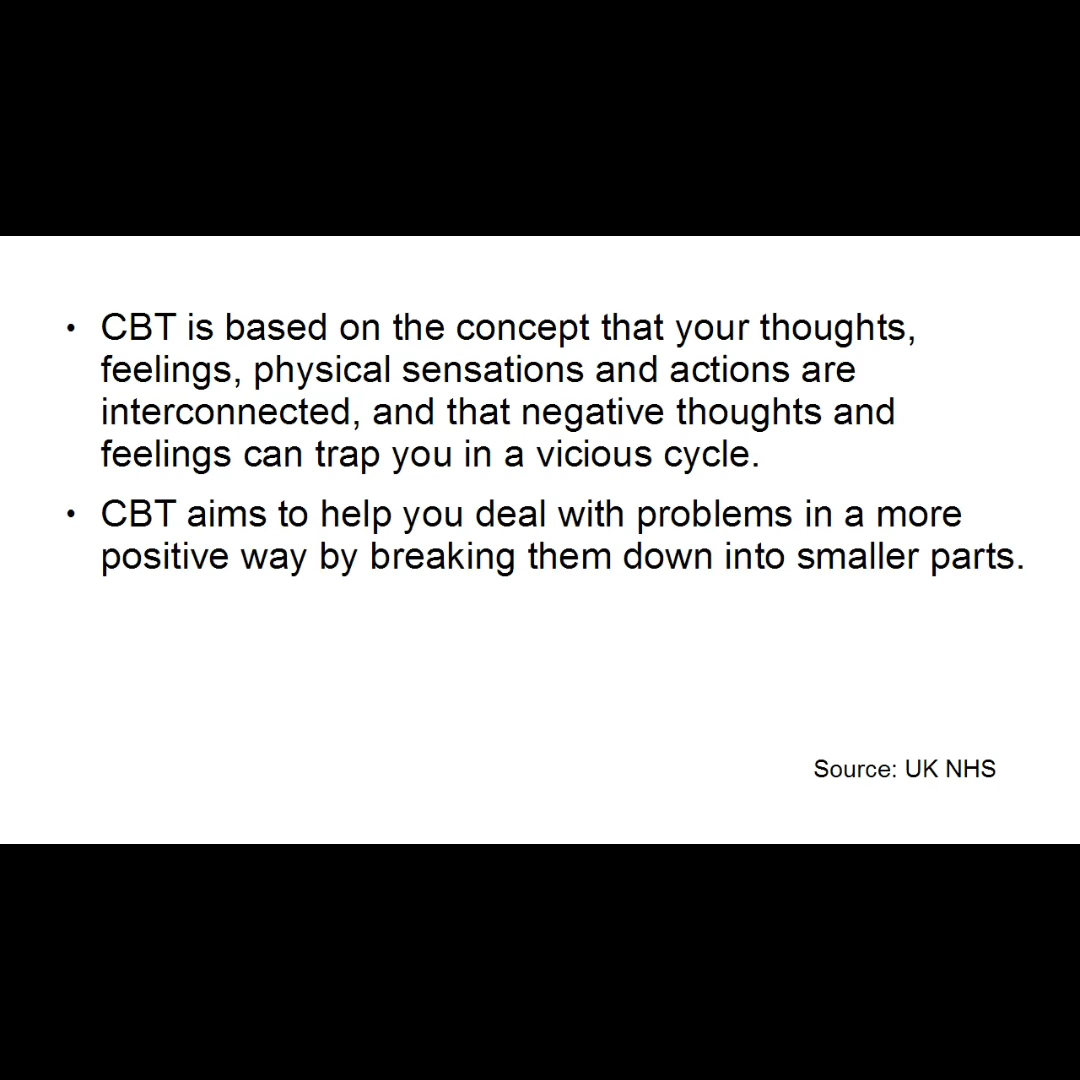 • CBT is based on the concept that your thoughts,
feelings, physical sensations and actions are
interconnected, and that negative thoughts and
feelings can trap you in a vicious cycle.
• CBT aims to help you deal with problems in a more
positive way by breaking them down into smaller parts.
Source: UK NHS